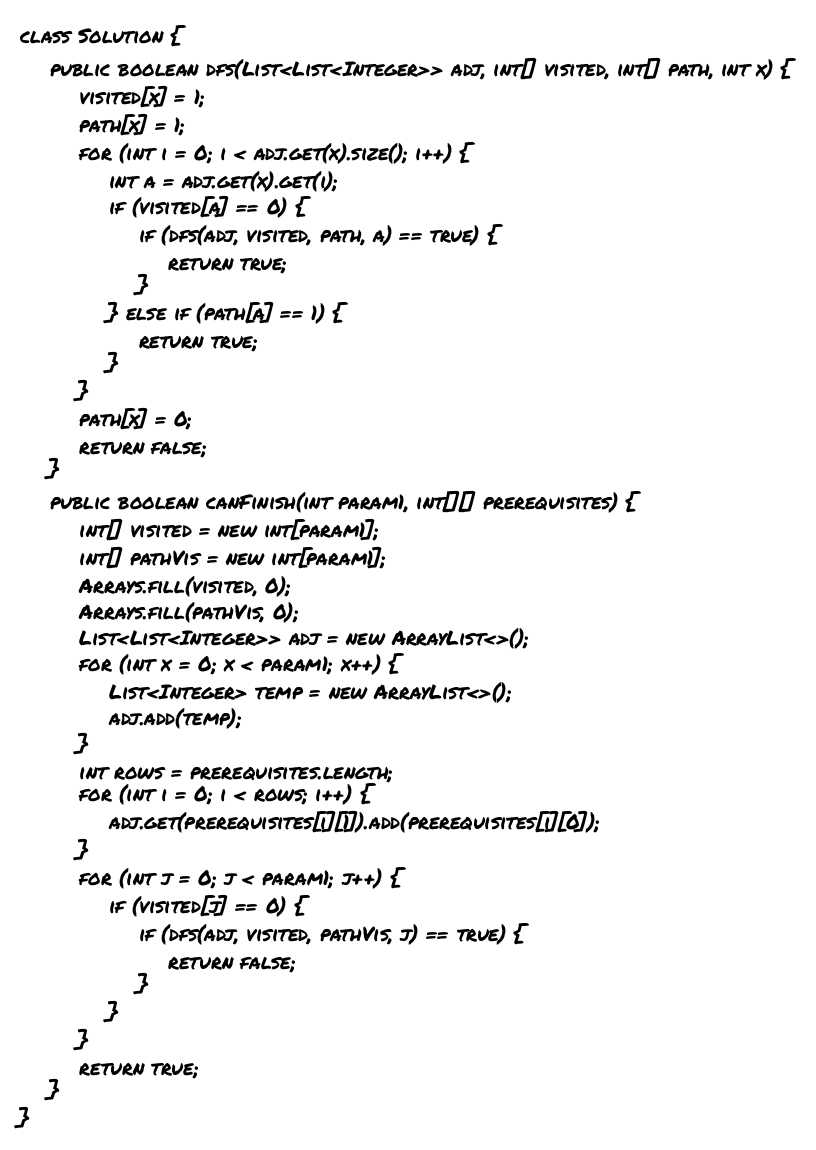 class Solution {
public boolean dfs(List<List<Integer>> adj, int[] visited, int[] path, int x) {
visited[x] = 1;
path[x] = 1;
for (int i = 0; i < adj.get(x).size(); i++) {
int a = adj.get(x).get(i);
if (visited[a] == 0) {
if (dfs(adj, visited, path, a) == true) {
return true;
}
} else if (path[a] == 1) {
return true;
}
}
path[x] = 0;
return false;
}
public boolean canFinish(int param1, int[][] prerequisites) {
int[] visited = new int[param1];
int[] pathVis = new int[param1];
Arrays.fill(visited, 0);
Arrays.fill(pathVis, 0);
List<List<Integer>> adj = new ArrayList<>();
for (int x = 0; x < param1; x++) {
List<Integer> temp = new ArrayList<>();
adj.add(temp);
}
int rows = prerequisites.length;
for (int i = 0; i < rows; i++) {
adj.get(prerequisites[i][1]).add(prerequisites[i][0]);
}
for (int j = 0; j < param1; j++) {
if (visited[j] == 0) {
if (dfs(adj, visited, pathVis, j) == true) {
return false;
}
}
}
return true;
}
}